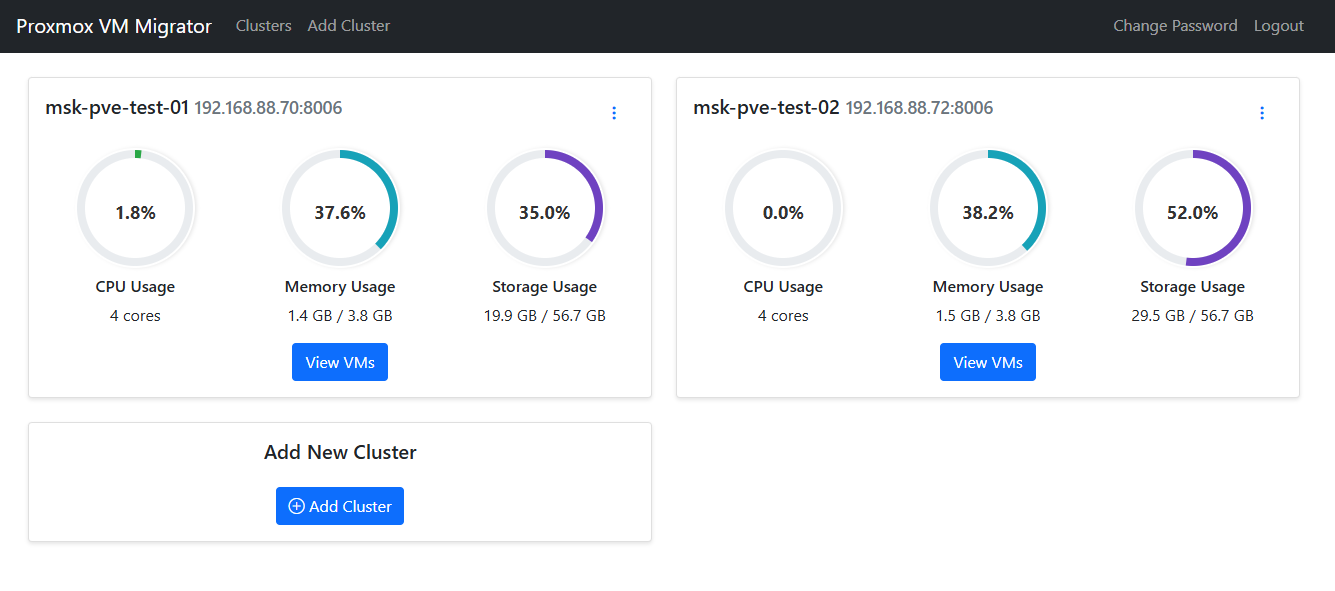 Proxmox VM Migrator Clusters Add Cluster Change Password Logout
msk-pve-test-01 192.168.88.70:8006
1.8% 37.6% 35.0%
CPU Usage Memory Usage Storage Usage
4 cores 1.4 GB / 3.8 GB 19.9 GB / 56.7 GB
View VMs
msk-pve-test-02 192.168.88.72:8006
0.0% 38.2% 52.0%
CPU Usage Memory Usage Storage Usage
4 cores 1.5 GB / 3.8 GB 29.5 GB / 56.7 GB
View VMs
Add New Cluster
Add Cluster